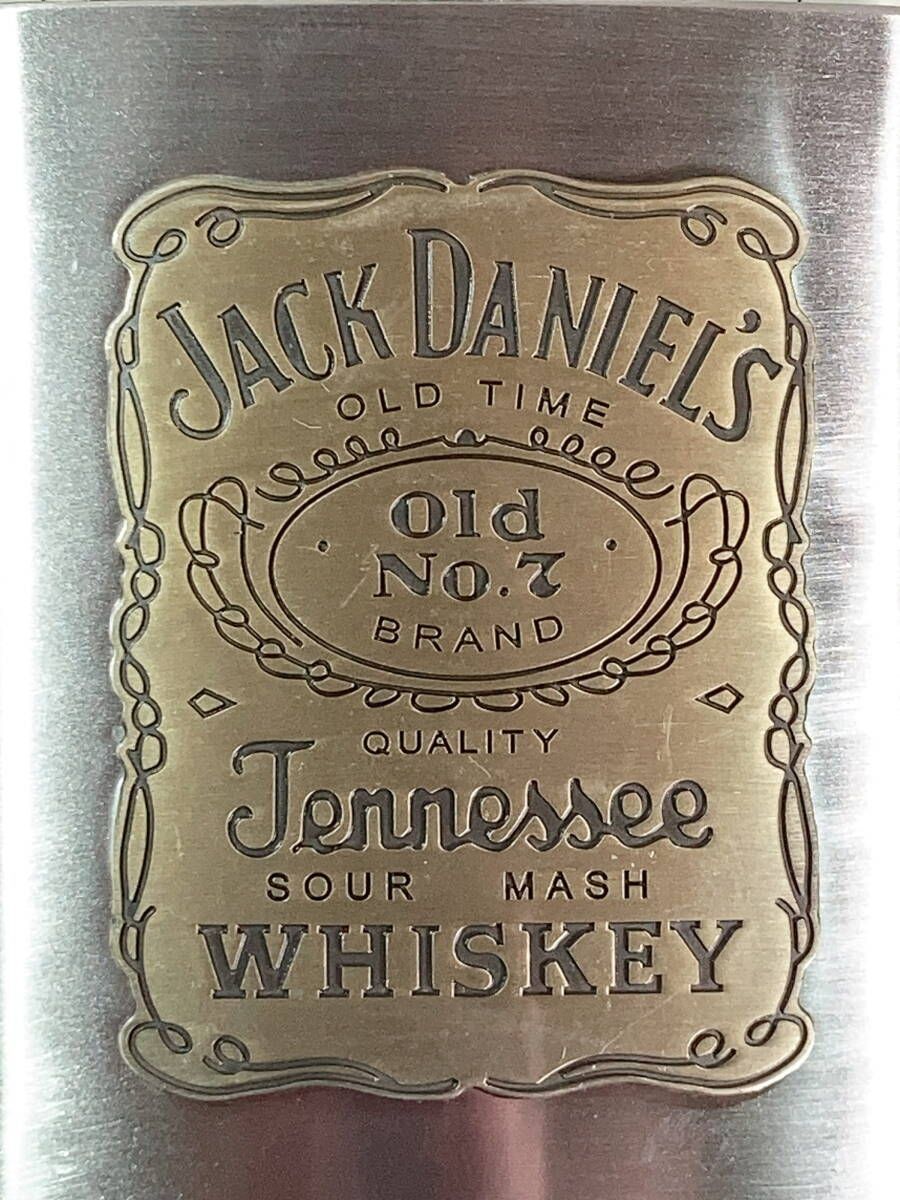 JACK DANIEL'S
OLD TIME
Old
No.7
BRAND
QUALITY
Tennessee
SOUR MASH
WHISKEY